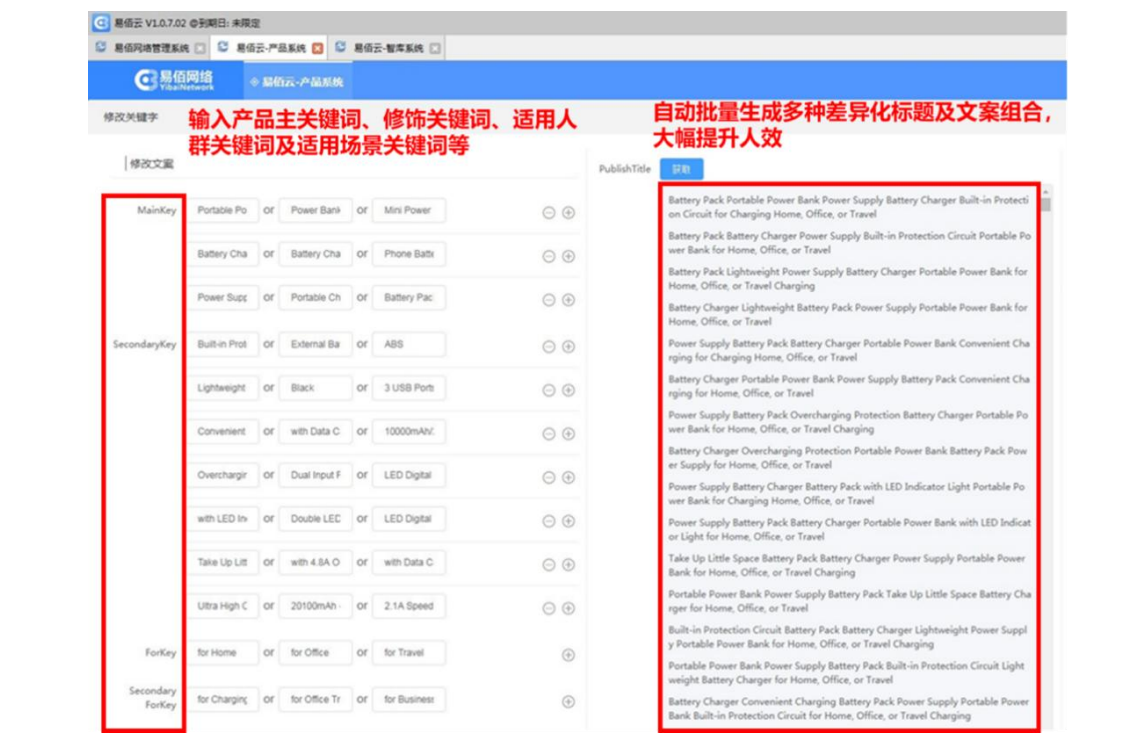 易佰云 V1.0.7.02 @到期日: 未限定
易佰网络管理系统 易佰云-产品系统 易佰云-智库系统
易佰网络 YibaiNetwork 易佰云-产品系统
修改关键字
输入产品主关键词、修饰关键词、适用人
群关键词及适用场景关键词等
自动批量生成多种差异化标题及文案组合，
大幅提升人效
修改文案
PublishTitle 获取
MainKey Portable Po or Power Bank or Mini Power
Battery Cha or Battery Cha or Phone Batte
Power Supp or Portable Ch or Battery Pac
SecondaryKey Built-in Prot or External Ba or ABS
Lightweight or Black or 3 USB Ports
Convenient or with Data C or 10000mAh/
Overchargin or Dual Input P or LED Digital
with LED In or Double LED or LED Digital
Take Up Litt or with 4.8A O or with Data C
Ultra High C or 20100mAh or 2.1A Speed
ForKey for Home or for Office or for Travel
Secondary
ForKey for Charging or for Office Tr or for Business
Battery Pack Portable Power Bank Power Supply Battery Charger Built-in Protecti
on Circuit for Charging Home, Office, or Travel
Battery Pack Battery Charger Power Supply Built-in Protection Circuit Portable Po
wer Bank for Home, Office, or Travel
Battery Pack Lightweight Power Supply Battery Charger Portable Power Bank for
Home, Office, or Travel Charging
Battery Charger Lightweight Battery Pack Power Supply Portable Power Bank for
Home, Office, or Travel
Power Supply Battery Pack Battery Charger Portable Power Bank Convenient Cha
rging for Charging Home, Office, or Travel
Battery Charger Portable Power Bank Power Supply Battery Pack Convenient Cha
rging for Home, Office, or Travel
Power Supply Battery Pack Overcharging Protection Battery Charger Portable Po
wer Bank for Home, Office, or Travel Charging
Battery Charger Overcharging Protection Portable Power Bank Battery Pack Pow
er Supply for Home, Office, or Travel
Power Supply Battery Charger Battery Pack with LED Indicator Light Portable Po
wer Bank for Charging Home, Office, or Travel
Power Supply Battery Pack Battery Charger Portable Power Bank with LED Indicat
or Light for Home, Office, or Travel
Take Up Little Space Battery Pack Battery Charger Power Supply Portable Power
Bank for Home, Office, or Travel Charging
Portable Power Bank Power Supply Battery Pack Take Up Little Space Battery Cha
rger for Home, Office, or Travel
Built-in Protection Circuit Battery Pack Battery Charger Lightweight Power Suppl
y Portable Power Bank for Home, Office, or Travel Charging
Portable Power Bank Power Supply Battery Pack Built-in Protection Circuit Light
weight Battery Charger for Home, Office, or Travel
Battery Charger Convenient Charging Battery Pack Power Supply Portable Power
Bank Built-in Protection Circuit for Home, Office, or Travel Charging